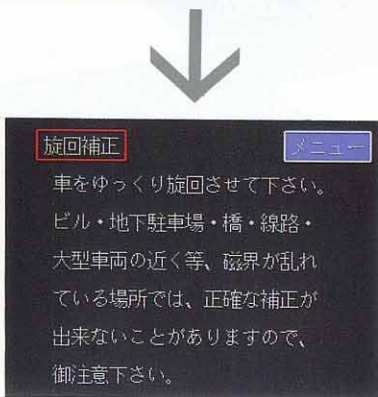 旋回補正
メニュー
車をゆっくり旋回させて下さい。
ビル・地下駐車場・橋・線路・
大型車両の近く等、磁界が乱れ
ている場所では、正確な補正が
出来ないことがありますので、
御注意下さい。